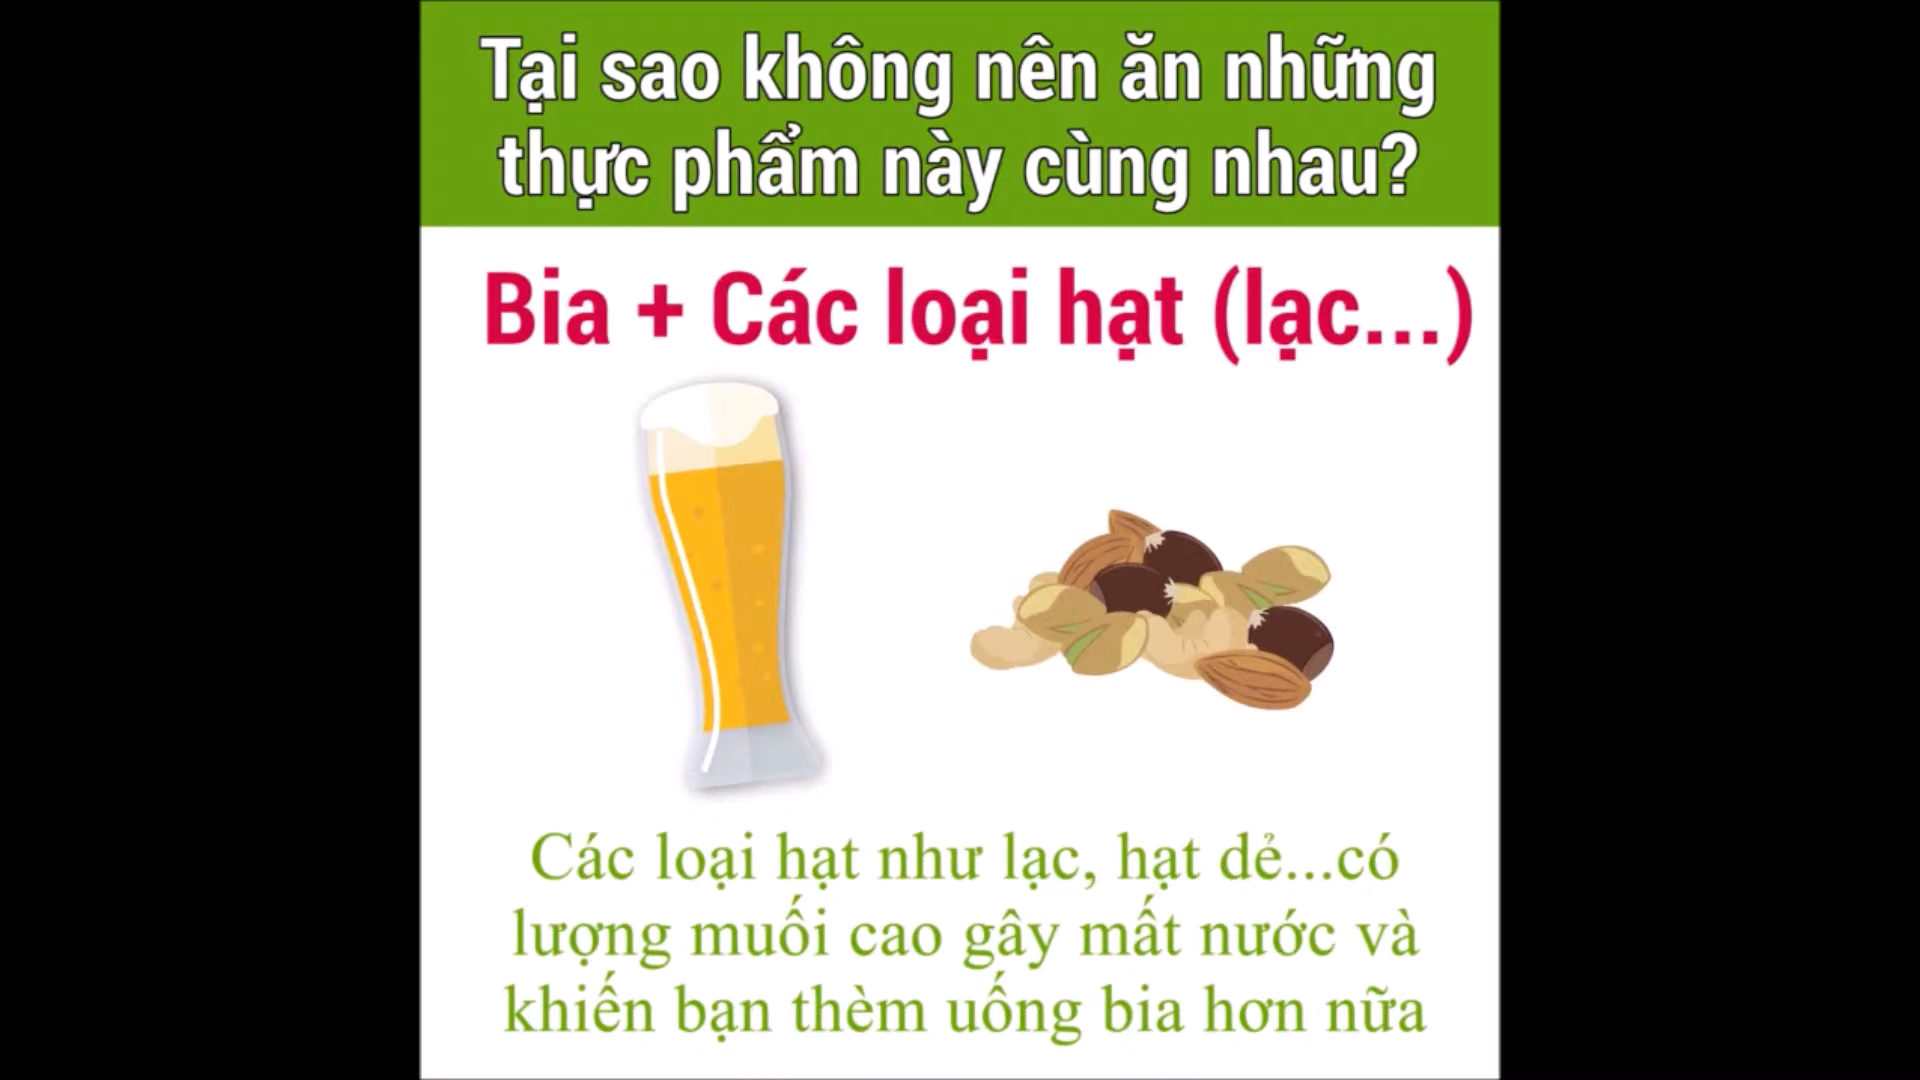 Tại sao không nên ăn những
thực phẩm này cùng nhau?
Bia + Các loại hạt (lạc...)
Các loại hạt như lạc, hạt dẻ...có
lượng muối cao gây mất nước và
khiến bạn thèm uống bia hơn nữa